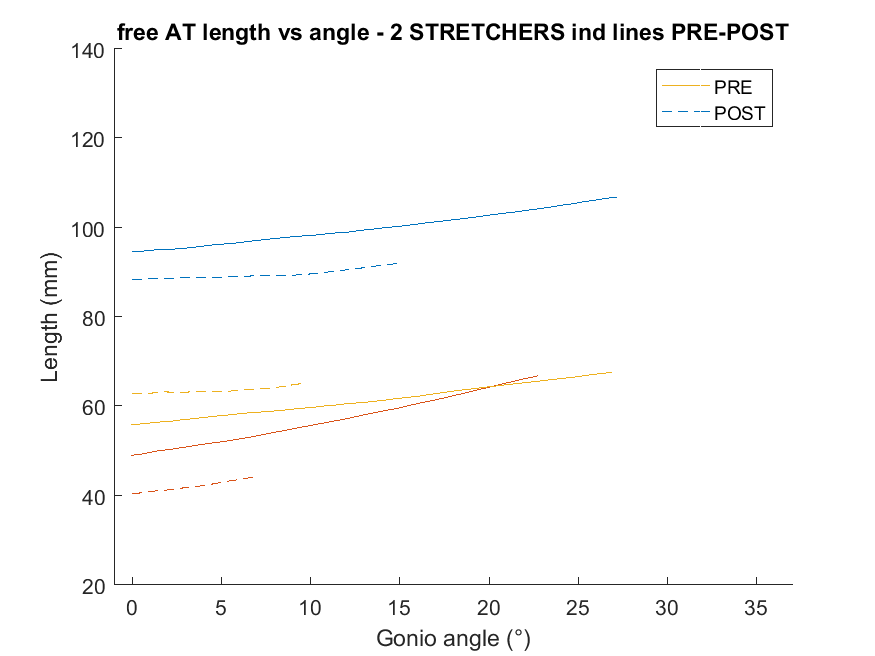 free AT length vs angle - 2 STRETCHERS ind lines PRE-POST
PRE
POST
140
120
100
80
60
40
20
Length (mm)
0 5 10 15 20 25 30 35
Gonio angle (°)